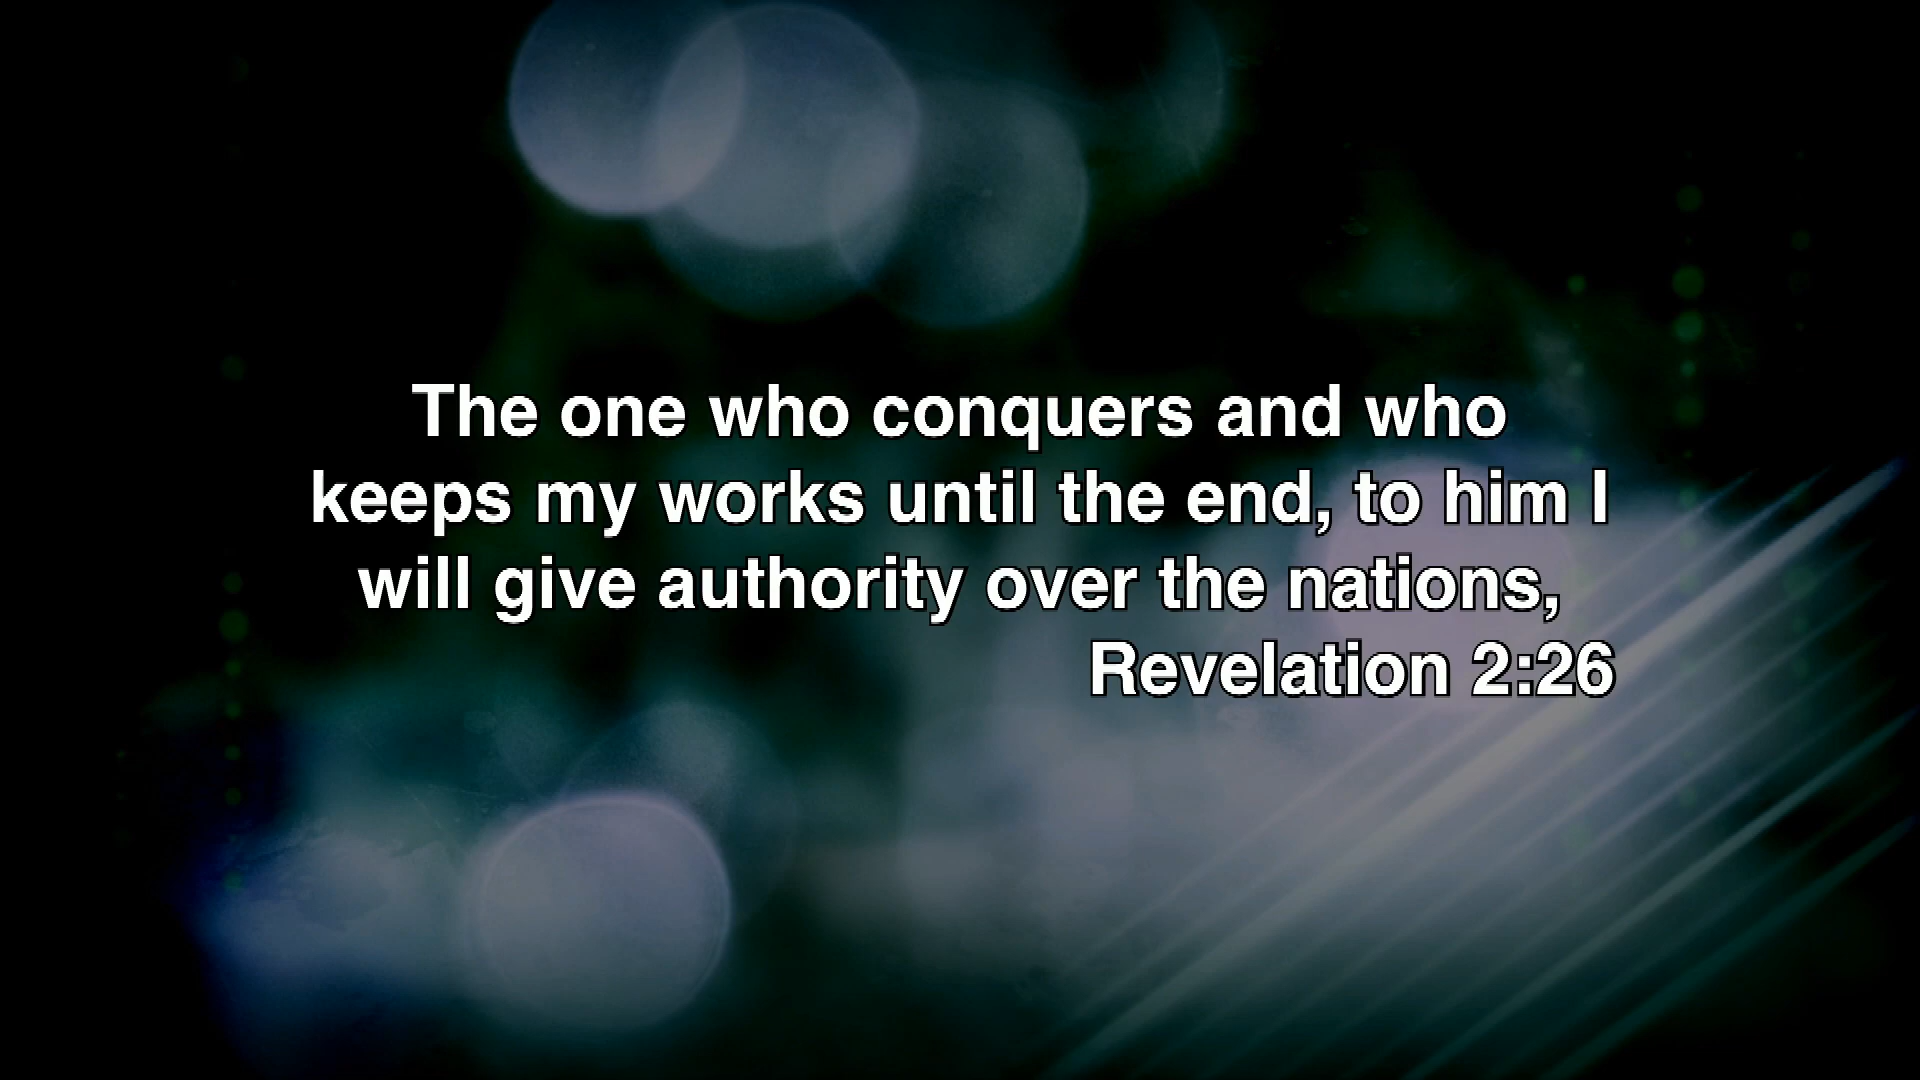 The one who conquers and who
keeps my works until the end, to him I
will give authority over the nations,
Revelation 2:26